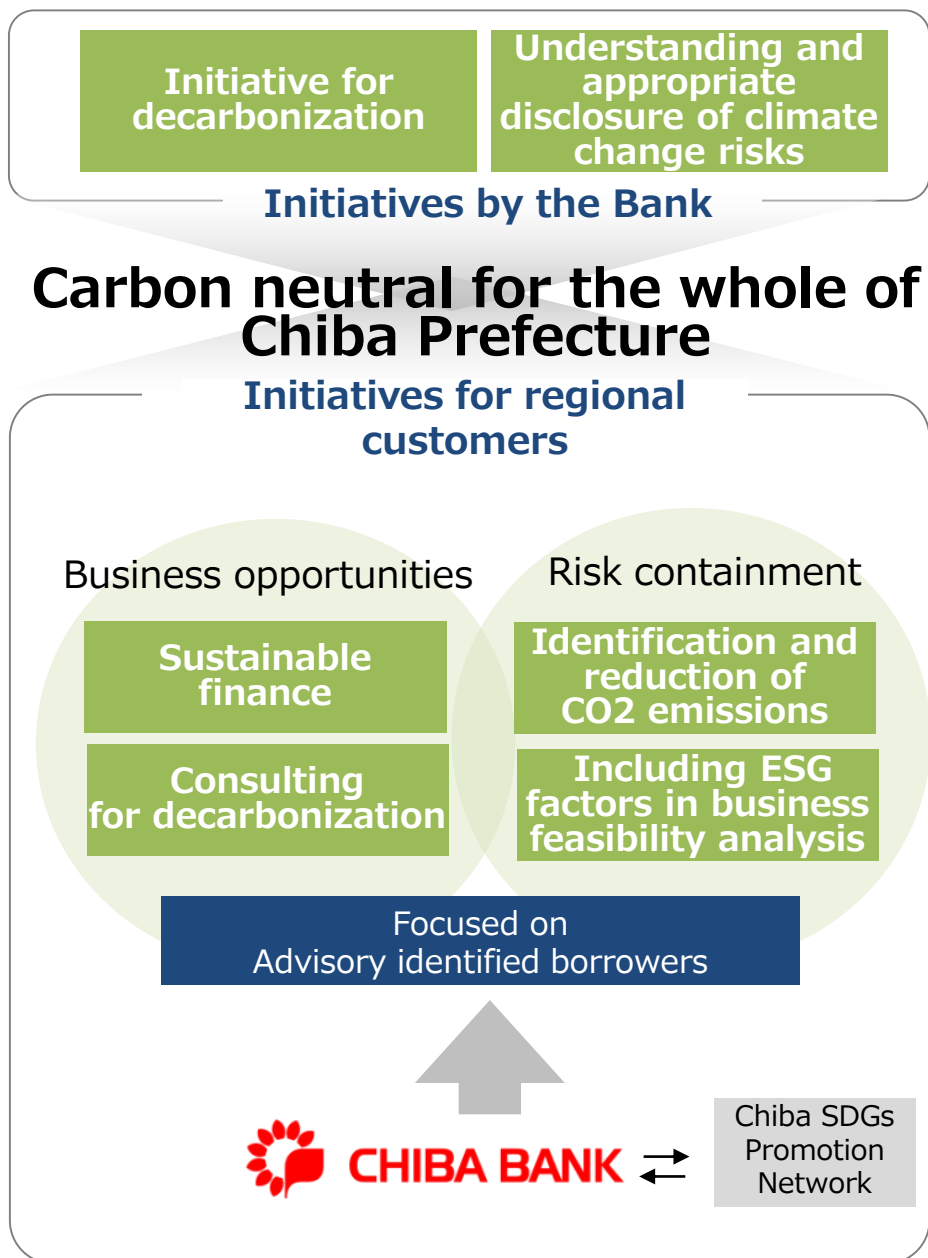 Initiative for
decarbonization
Understanding and
appropriate
disclosure of climate
change risks
Initiatives by the Bank
Carbon neutral for the whole of
Chiba Prefecture
Initiatives for regional
customers
Business opportunities
Sustainable
finance
Consulting
for decarbonization
Risk containment
Identification and
reduction of
CO2 emissions
Including ESG
factors in business
feasibility analysis
Focused on
Advisory identified borrowers
CHIBA BANK
Chiba SDGs
Promotion
Network